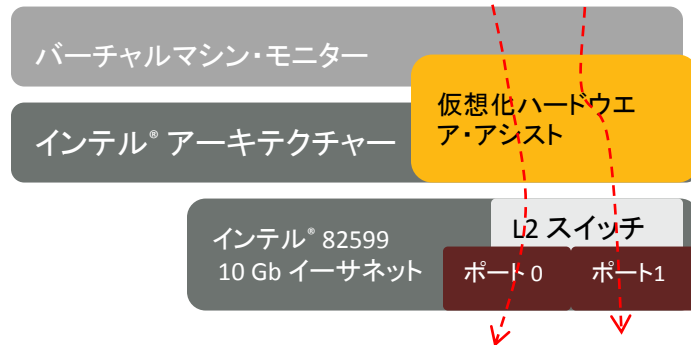 バーチャルマシン・モニター
仮想化ハードウエ
ア・アシスト
インテル® アーキテクチャー
L2 スイッチ
インテル® 82599
10 Gb イーサネット
ポート 0
ポート1